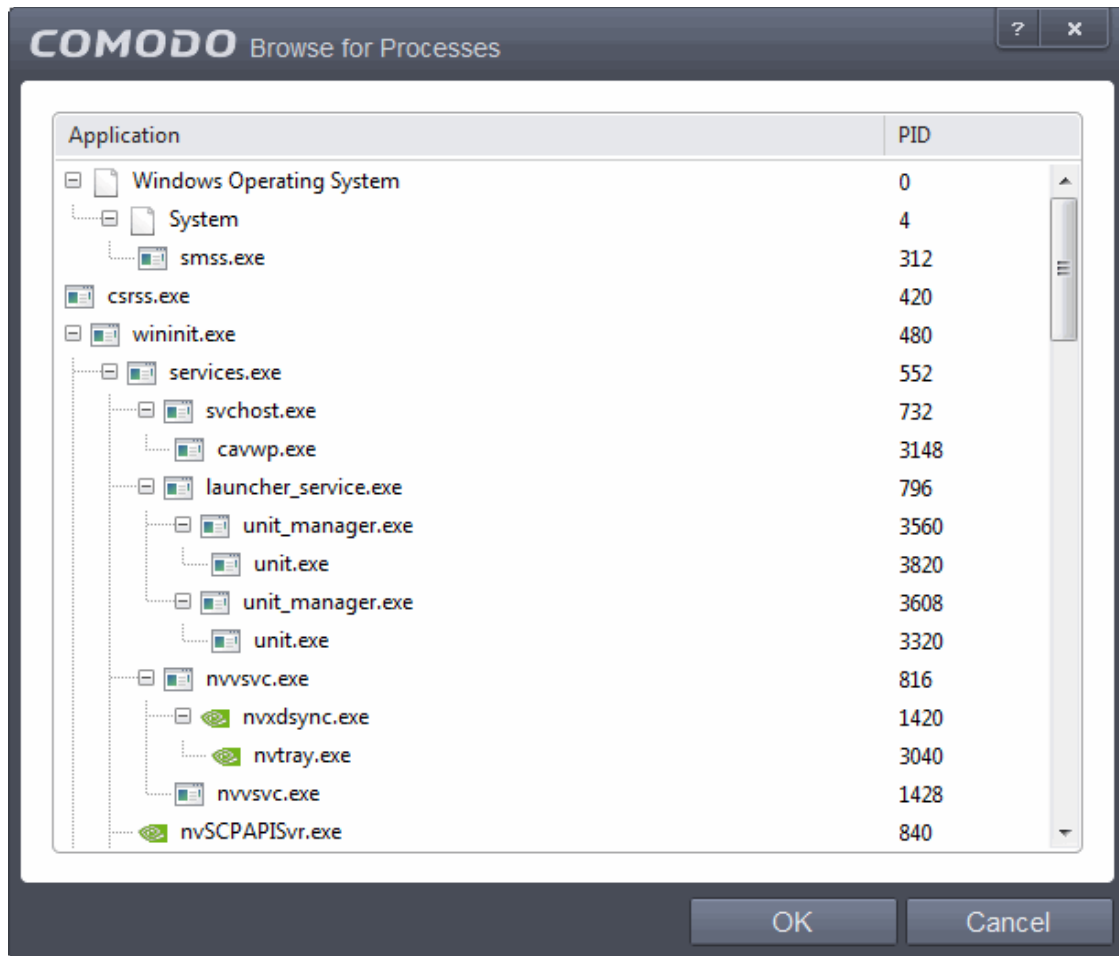 COMODO Browse for Processes ? x
Application PID
Windows Operating System 0
System 4
smss.exe 312
csrss.exe 420
wininit.exe 480
services.exe 552
svchost.exe 732
cavwp.exe 3148
launcher_service.exe 796
unit_manager.exe 3560
unit.exe 3820
unit_manager.exe 3608
unit.exe 3320
nvvsvc.exe 816
nvxdsync.exe 1420
nvtray.exe 3040
nvvsvc.exe 1428
nvSCPAPISvr.exe 840
OK Cancel